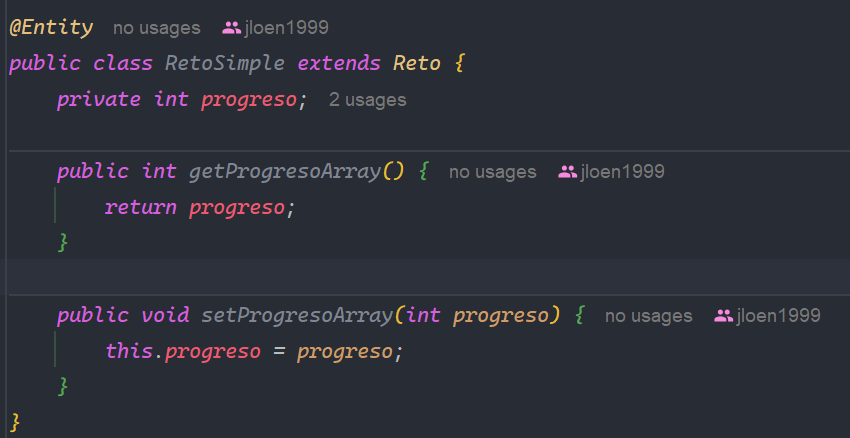 @Entity no usages jloen1999
public class RetoSimple extends Reto {
private int progreso; 2 usages
public int getProgresoArray() { no usages jloen1999
return progreso;
}
public void setProgresoArray(int progreso) { no usages jloen1999
this.progreso = progreso;
}
}